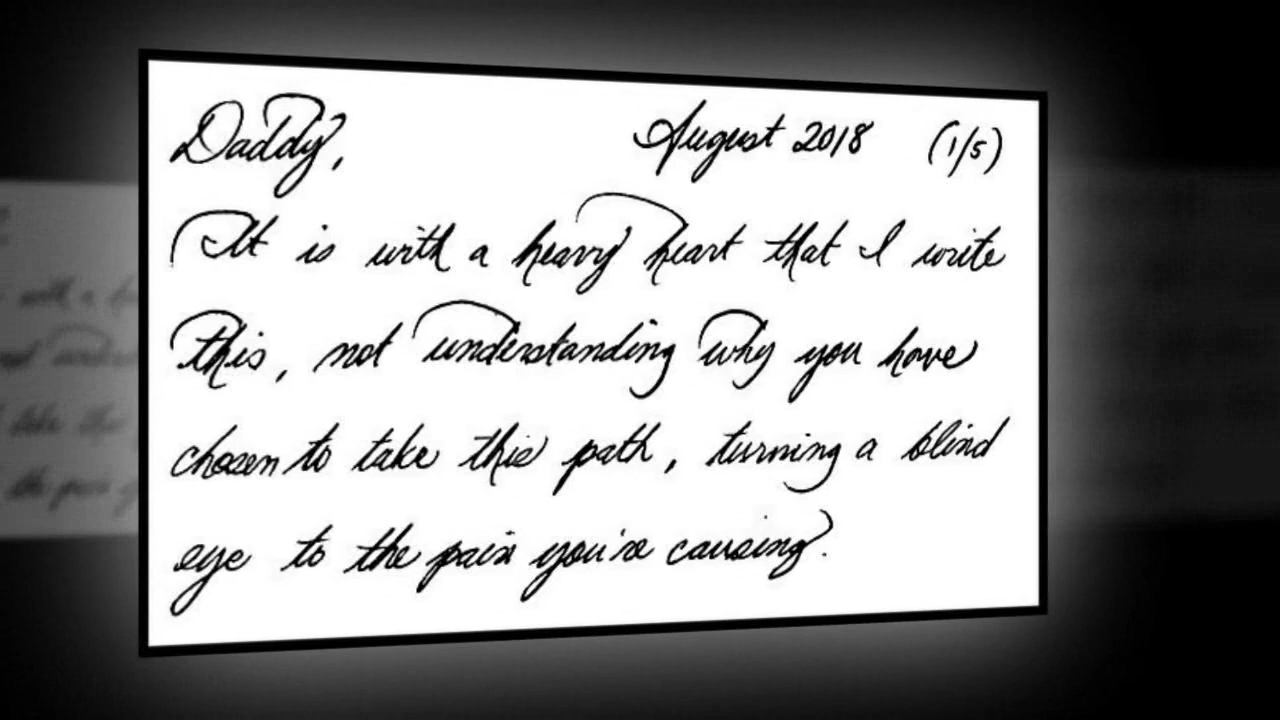 Daddy, August 2018 (1/5)
It is with a heavy heart that I write
this, not understanding why you have
chosen to take this path, turning a blind
eye to the pain you're causing.